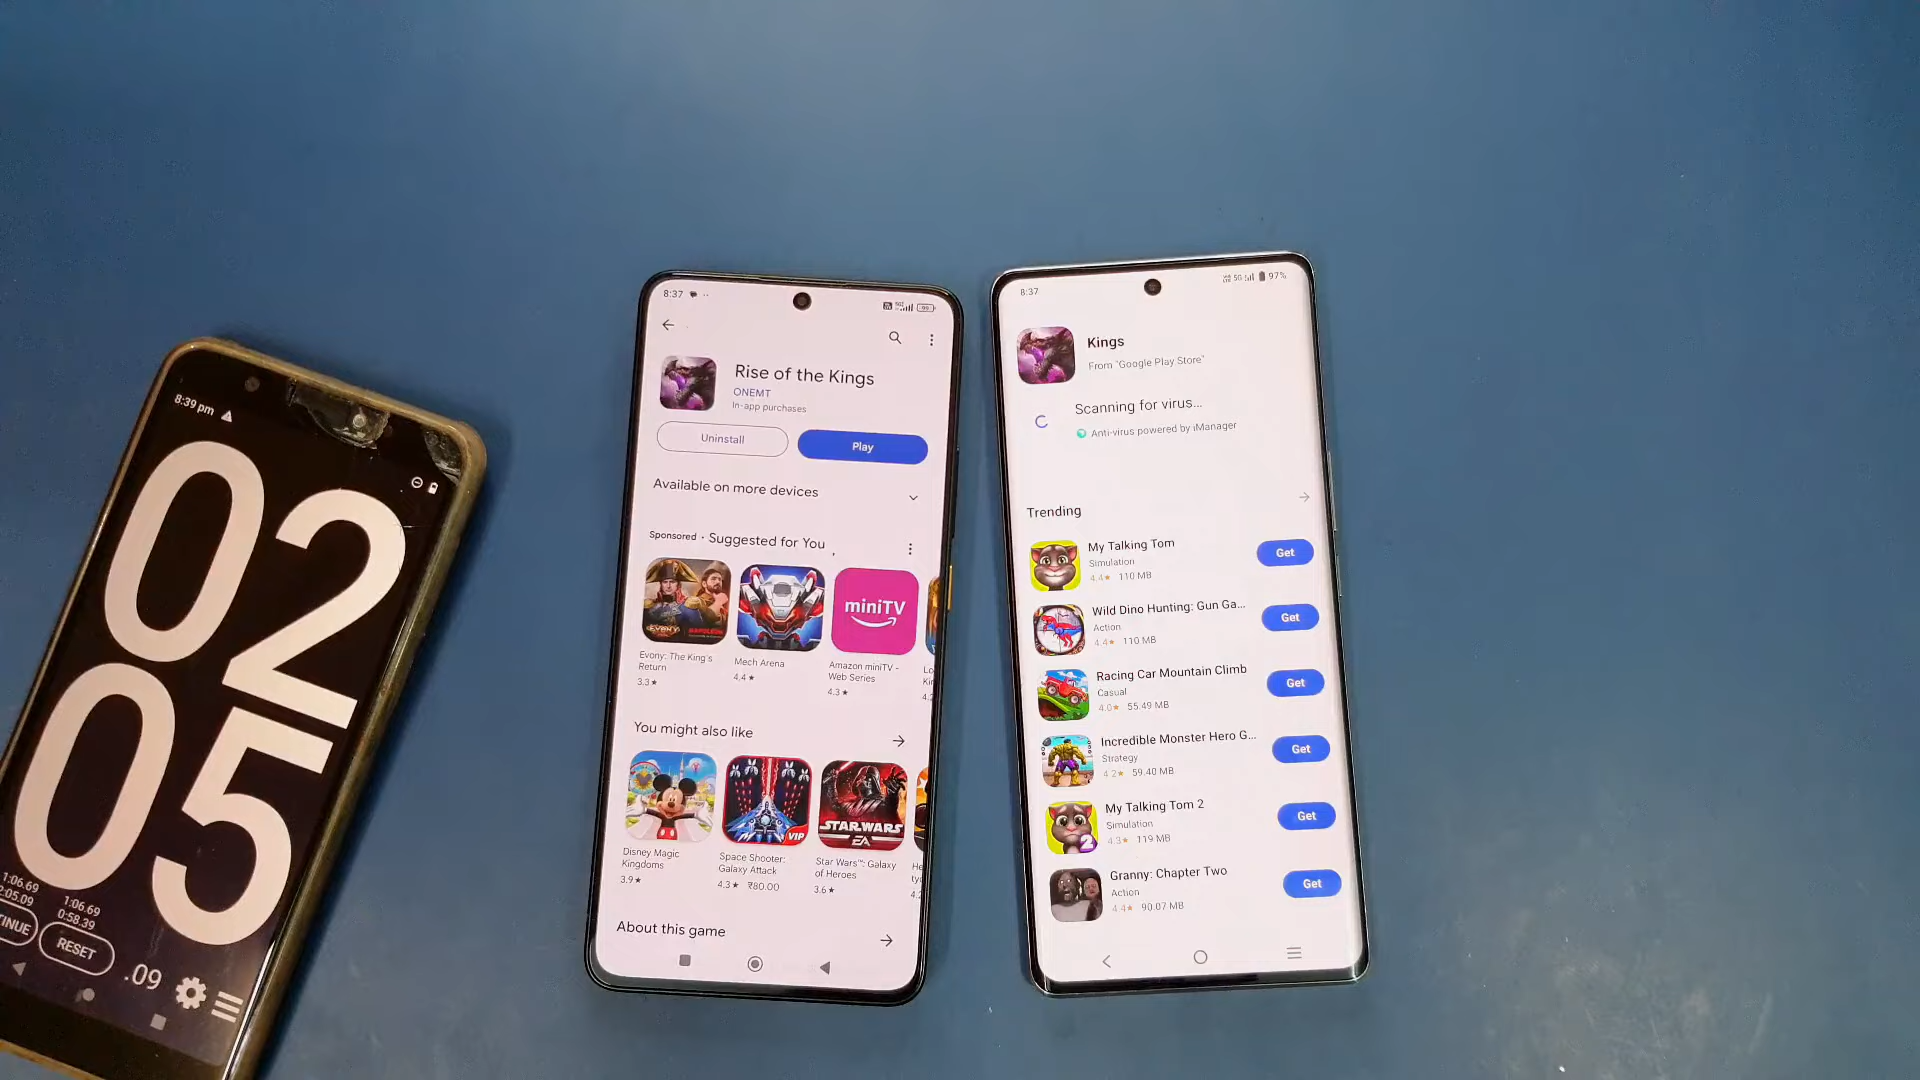 8:39 pm
02
05
1:06.69
2:05.09
1:06.69
0:58.39
RESET
.09
8:37
Rise of the Kings
ONEMT
In-app purchases
Uninstall
Play
Available on more devices
Sponsored · Suggested for You
EVONY
miniTV
Evony: The King's
Return
3.3★
Mech Arena
4.4★
Amazon miniTV -
Web Series
4.3★
You might also like
VIP
STAR WARS
EA
Disney Magic
Kingdoms
3.9★
Space Shooter:
Galaxy Attack
4.3★ ₹80.00
Star Wars™: Galaxy
of Heroes
3.6★
About this game
8:37
5G
97%
Kings
From "Google Play Store"
Scanning for virus...
Anti-virus powered by iManager
Trending
My Talking Tom
Simulation
4.4★ 110 MB
Get
Wild Dino Hunting: Gun Ga...
Action
4.4★ 110 MB
Get
Racing Car Mountain Climb
Casual
4.0★ 55.49 MB
Get
Incredible Monster Hero G...
Strategy
4.2★ 59.40 MB
Get
My Talking Tom 2
Simulation
4.3★ 119 MB
2
Get
Granny: Chapter Two
Action
4.4★ 90.07 MB
Get